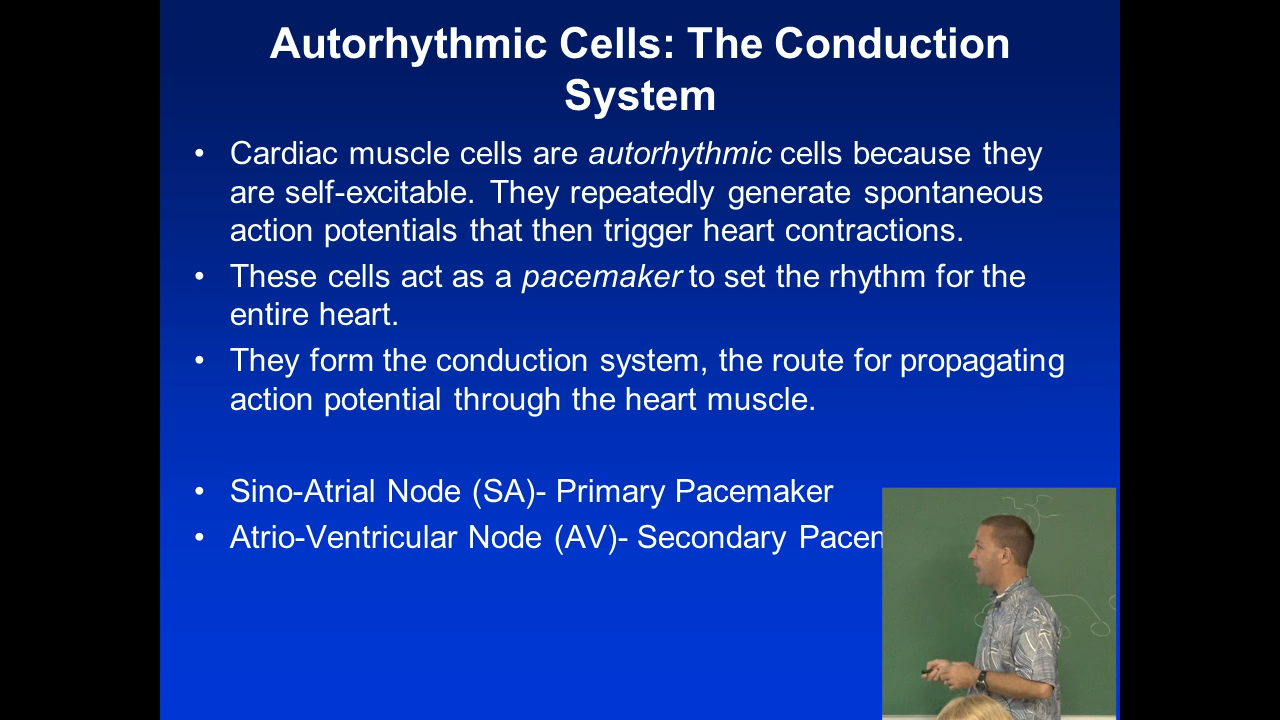 Autorhythmic Cells: The Conduction
System
• Cardiac muscle cells are autorhythmic cells because they
are self-excitable. They repeatedly generate spontaneous
action potentials that then trigger heart contractions.
• These cells act as a pacemaker to set the rhythm for the
entire heart.
• They form the conduction system, the route for propagating
action potential through the heart muscle.
• Sino-Atrial Node (SA)- Primary Pacemaker
• Atrio-Ventricular Node (AV)- Secondary